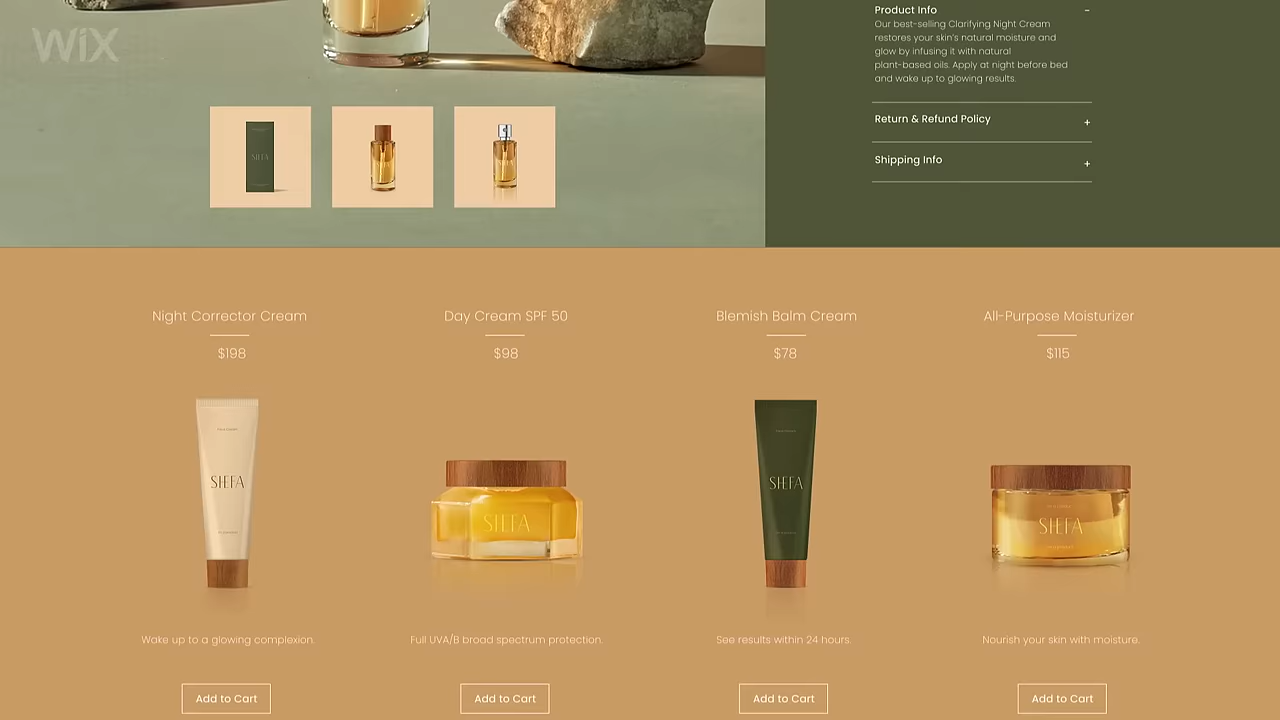 WiX
Product Info −
Our best-selling Clarifying Night Cream
restores your skin’s natural moisture and
glow by infusing it with natural
plant-based oils. Apply at night before bed
and wake up to glowing results.
Return & Refund Policy +
Shipping Info +
Night Corrector Cream
$198
SIEFA
Wake up to a glowing complexion.
Add to Cart
Day Cream SPF 50
$98
SIEFA
Full UVA/B broad spectrum protection.
Add to Cart
Blemish Balm Cream
$78
SIEFA
See results within 24 hours.
Add to Cart
All-Purpose Moisturizer
$115
SIEFA
Nourish your skin with moisture.
Add to Cart